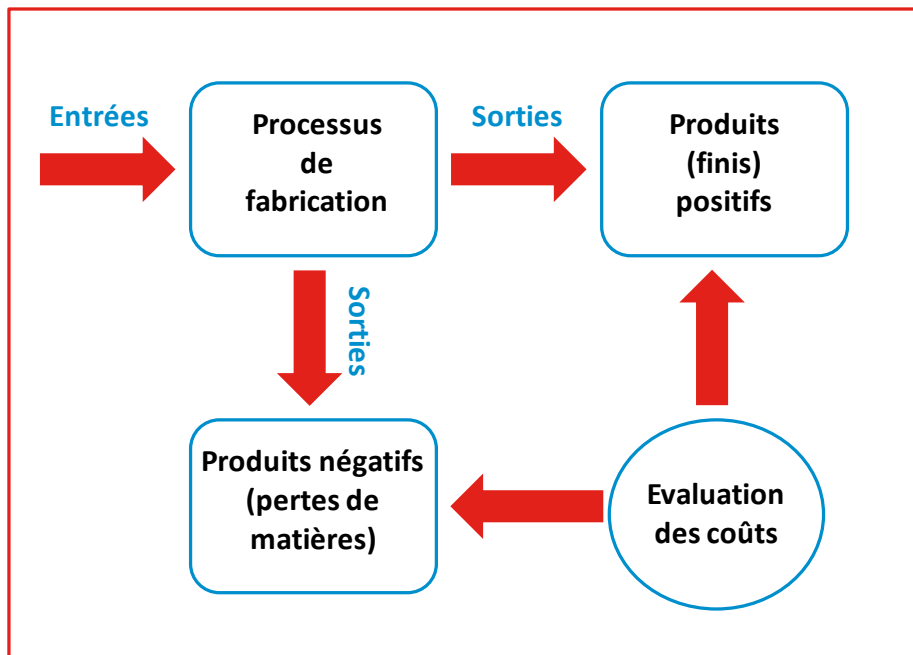 Entrées
Processus
de
fabrication
Sorties
Produits
(finis)
positifs
Sorties
Produits négatifs
(pertes de
matières)
Evaluation
des coûts